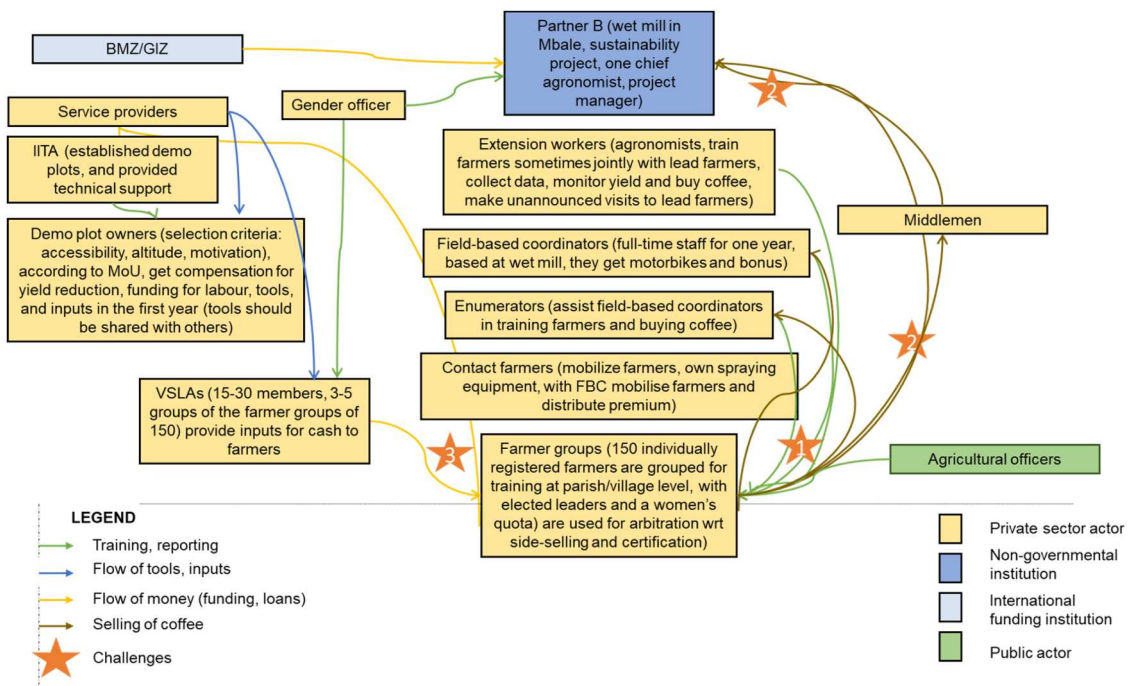 BMZ/GIZ
Partner B (wet mill in
Mbale, sustainability
project, one chief
agronomist, project
manager)
2
Service providers
Gender officer
IITA (established demo
plots, and provided
technical support
Extension workers (agronomists, train
farmers sometimes jointly with lead farmers,
collect data, monitor yield and buy coffee,
make unannounced visits to lead farmers)
Middlemen
Demo plot owners (selection criteria:
accessibility, altitude, motivation),
according to MoU, get compensation for
yield reduction, funding for labour, tools,
and inputs in the first year (tools should
be shared with others)
Field-based coordinators (full-time staff for one year,
based at wet mill, they get motorbikes and bonus)
Enumerators (assist field-based coordinators
in training farmers and buying coffee)
2
Contact farmers (mobilize farmers, own spraying
equipment, with FBC mobilise farmers and
distribute premium)
VSLAs (15-30 members, 3-5
groups of the farmer groups of
150) provide inputs for cash to
farmers
3
1
Farmer groups (150 individually
registered farmers are grouped for
training at parish/village level, with
elected leaders and a women's
quota) are used for arbitration wrt
side-selling and certification)
Agricultural officers
LEGEND
Training, reporting
Flow of tools, inputs
Flow of money (funding, loans)
Selling of coffee
Challenges
Private sector actor
Non-governmental
institution
International
funding institution
Public actor